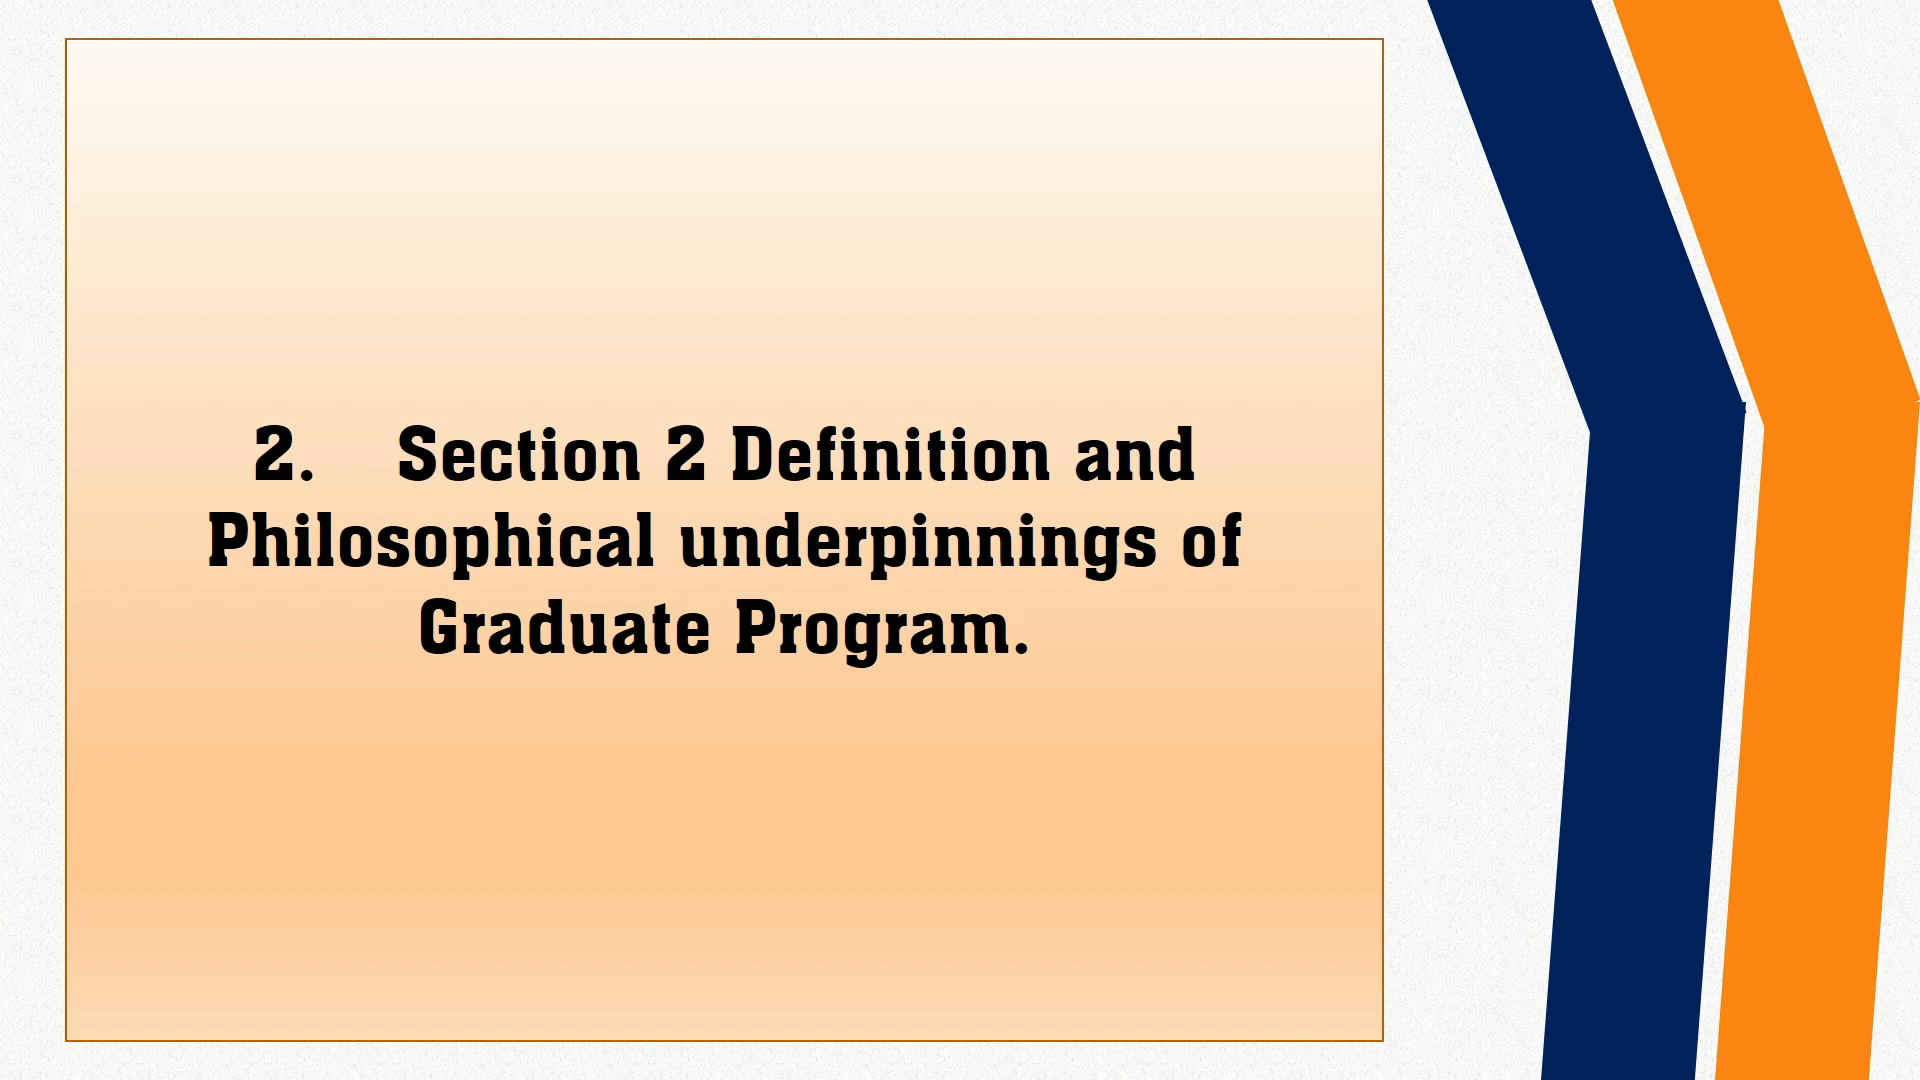 2. Section 2 Definition and
Philosophical underpinnings of
Graduate Program.